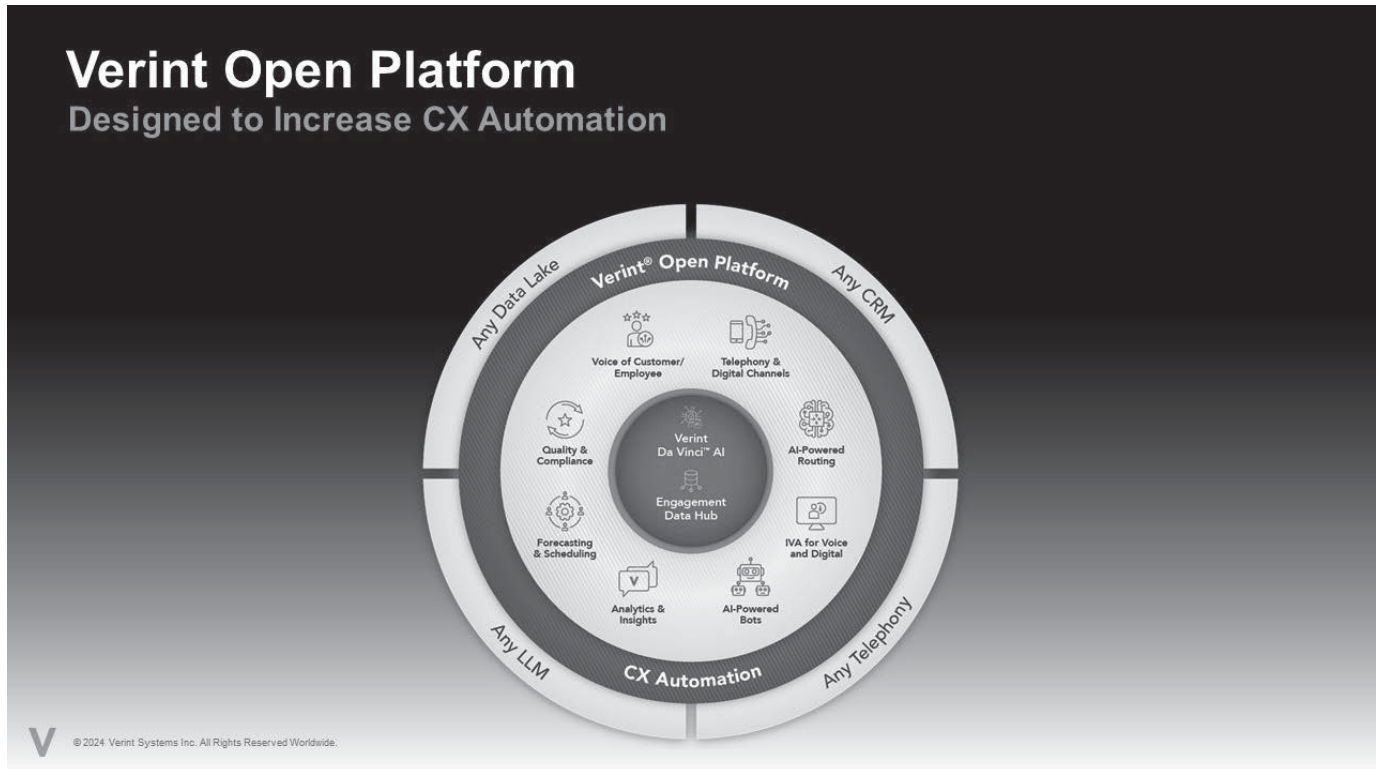 Verint Open Platform
Designed to Increase CX Automation
Any Data Lake
Any CRM
Verint® Open Platform
Voice of Customer/
Employee
Telephony &
Digital Channels
Quality &
Compliance
Verint
Da Vinci™ AI
AI-Powered
Routing
Engagement
Data Hub
Forecasting
& Scheduling
IVA for Voice
and Digital
Analytics &
Insights
AI-Powered
Bots
Any LLM
Any Telephony
CX Automation
V
© 2024 Verint Systems Inc. All Rights Reserved Worldwide.